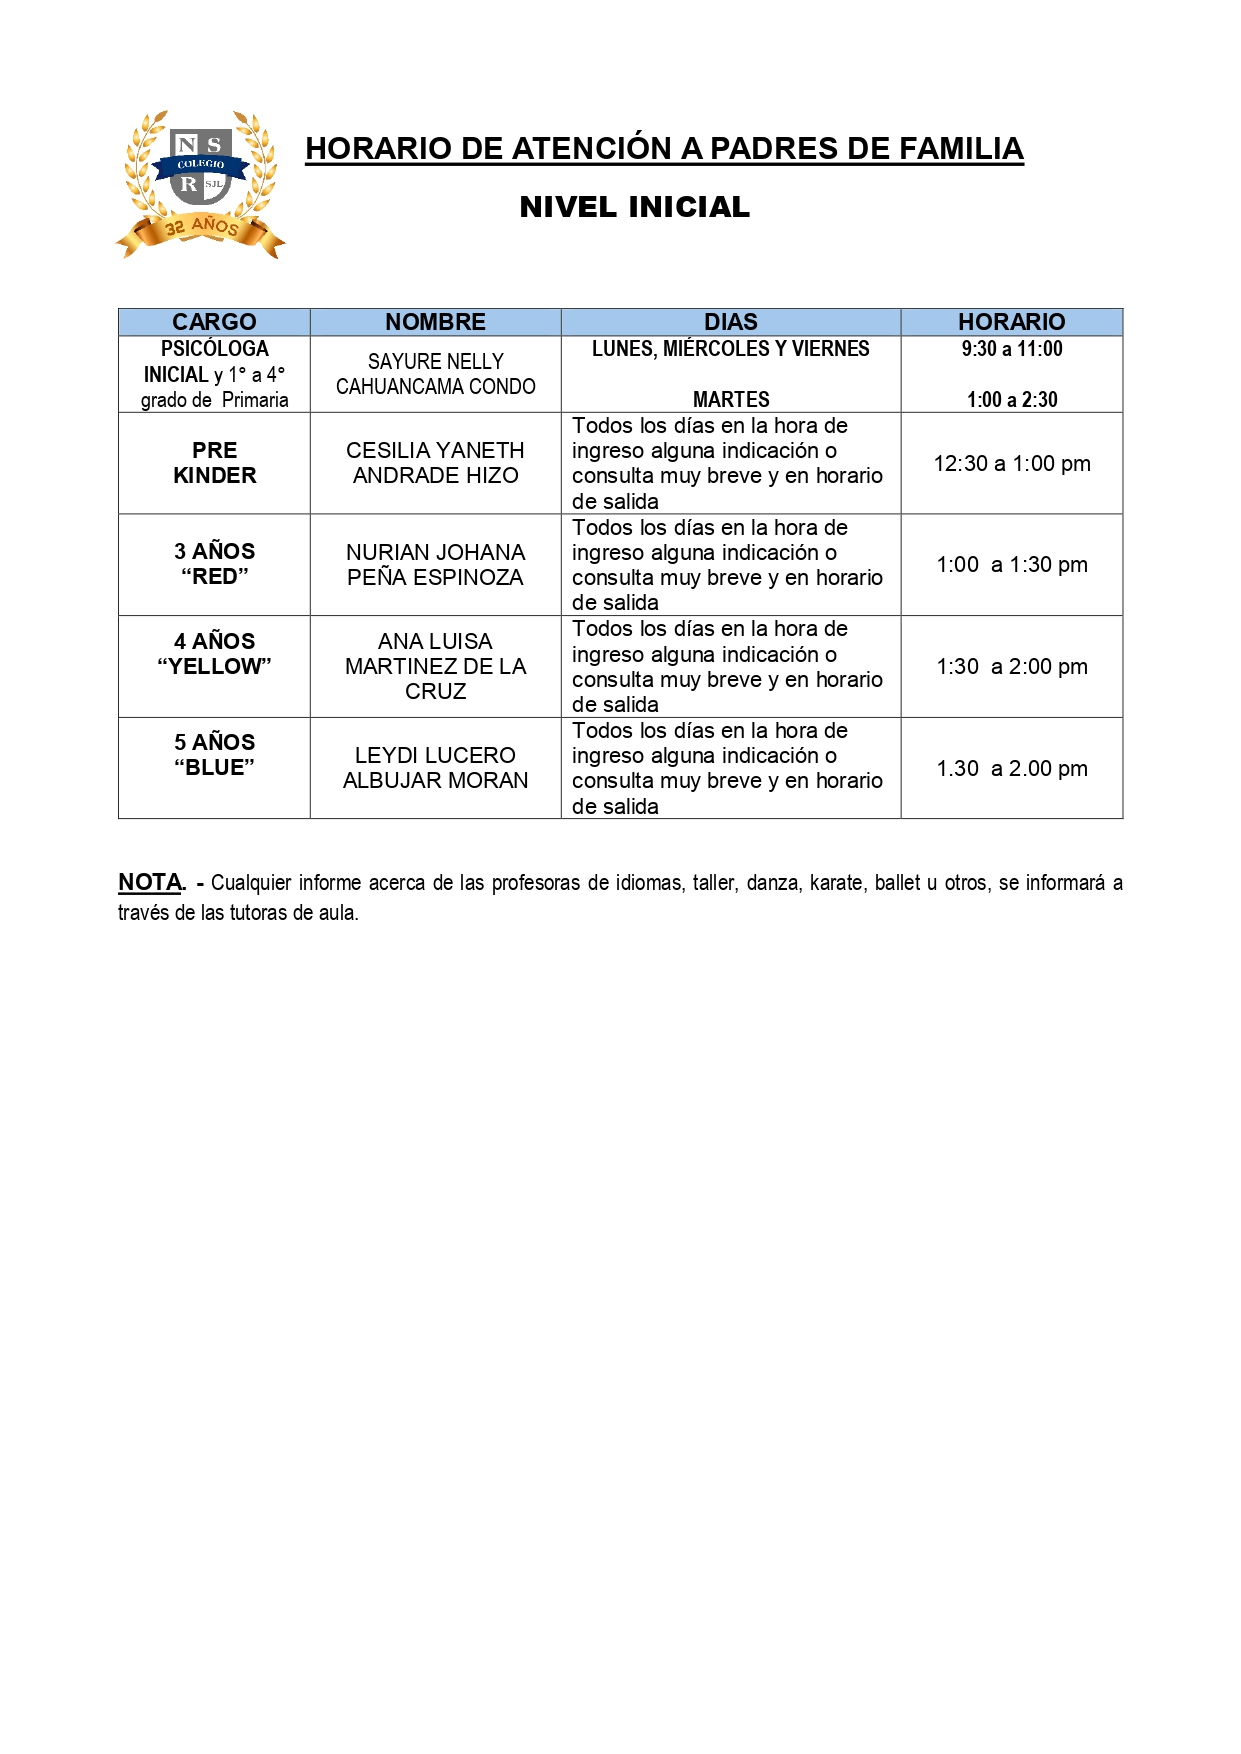 N S
COLEGIO
R SJL
32 AÑOS
HORARIO DE ATENCIÓN A PADRES DE FAMILIA
NIVEL INICIAL
CARGO NOMBRE DIAS HORARIO
PSICÓLOGA
INICIAL y 1° a 4°
grado de Primaria
SAYURE NELLY
CAHUANCAMA CONDO
LUNES, MIÉRCOLES Y VIERNES
MARTES
9:30 a 11:00
1:00 a 2:30
PRE
KINDER
CESILIA YANETH
ANDRADE HIZO
Todos los días en la hora de
ingreso alguna indicación o
consulta muy breve y en horario
de salida
12:30 a 1:00 pm
3 AÑOS
“RED”
NURIAN JOHANA
PEÑA ESPINOZA
Todos los días en la hora de
ingreso alguna indicación o
consulta muy breve y en horario
de salida
1:00 a 1:30 pm
4 AÑOS
“YELLOW”
ANA LUISA
MARTINEZ DE LA
CRUZ
Todos los días en la hora de
ingreso alguna indicación o
consulta muy breve y en horario
de salida
1:30 a 2:00 pm
5 AÑOS
“BLUE”
LEYDI LUCERO
ALBUJAR MORAN
Todos los días en la hora de
ingreso alguna indicación o
consulta muy breve y en horario
de salida
1.30 a 2.00 pm
NOTA. - Cualquier informe acerca de las profesoras de idiomas, taller, danza, karate, ballet u otros, se informará a
través de las tutoras de aula.